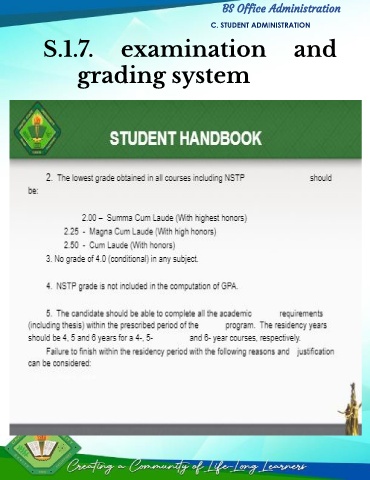 BS Office Administration
C. STUDENT ADMINISTRATION
S.1.7. examination and
grading system
STUDENT HANDBOOK
2. The lowest grade obtained in all courses including NSTP should
be:
2.00 – Summa Cum Laude (With highest honors)
2.25 - Magna Cum Laude (With high honors)
2.50 - Cum Laude (With honors)
3. No grade of 4.0 (conditional) in any subject.
4. NSTP grade is not included in the computation of GPA.
5. The candidate should be able to complete all the academic requirements
(including thesis) within the prescribed period of the program. The residency years
should be 4, 5 and 6 years for a 4-, 5- and 6- year courses, respectively.
Failure to finish within the residency period with the following reasons and justification
can be considered:
Creating a Community of Life-Long Learners